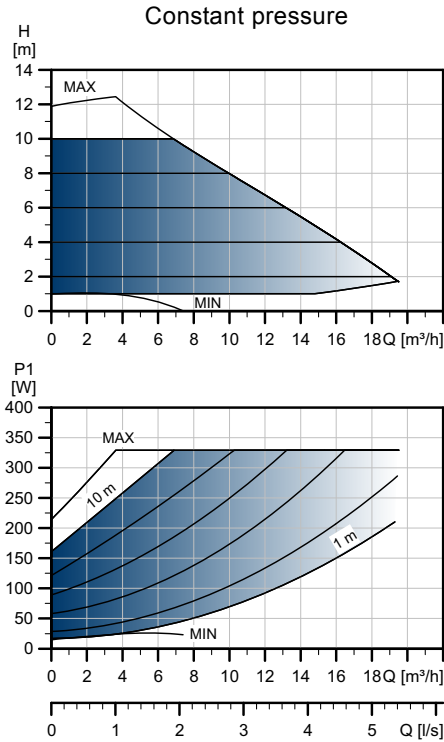 Constant pressure
H
[m]
14
MAX
12
10
8
6
4
2
MIN
0
0 2 4 6 8 10 12 14 16 18 Q [m³/h]
P1
[W]
400
350
MAX
300
10 m
250
200
150
1 m
100
50
MIN
0
0 2 4 6 8 10 12 14 16 18 Q [m³/h]
0 1 2 3 4 5 Q [l/s]